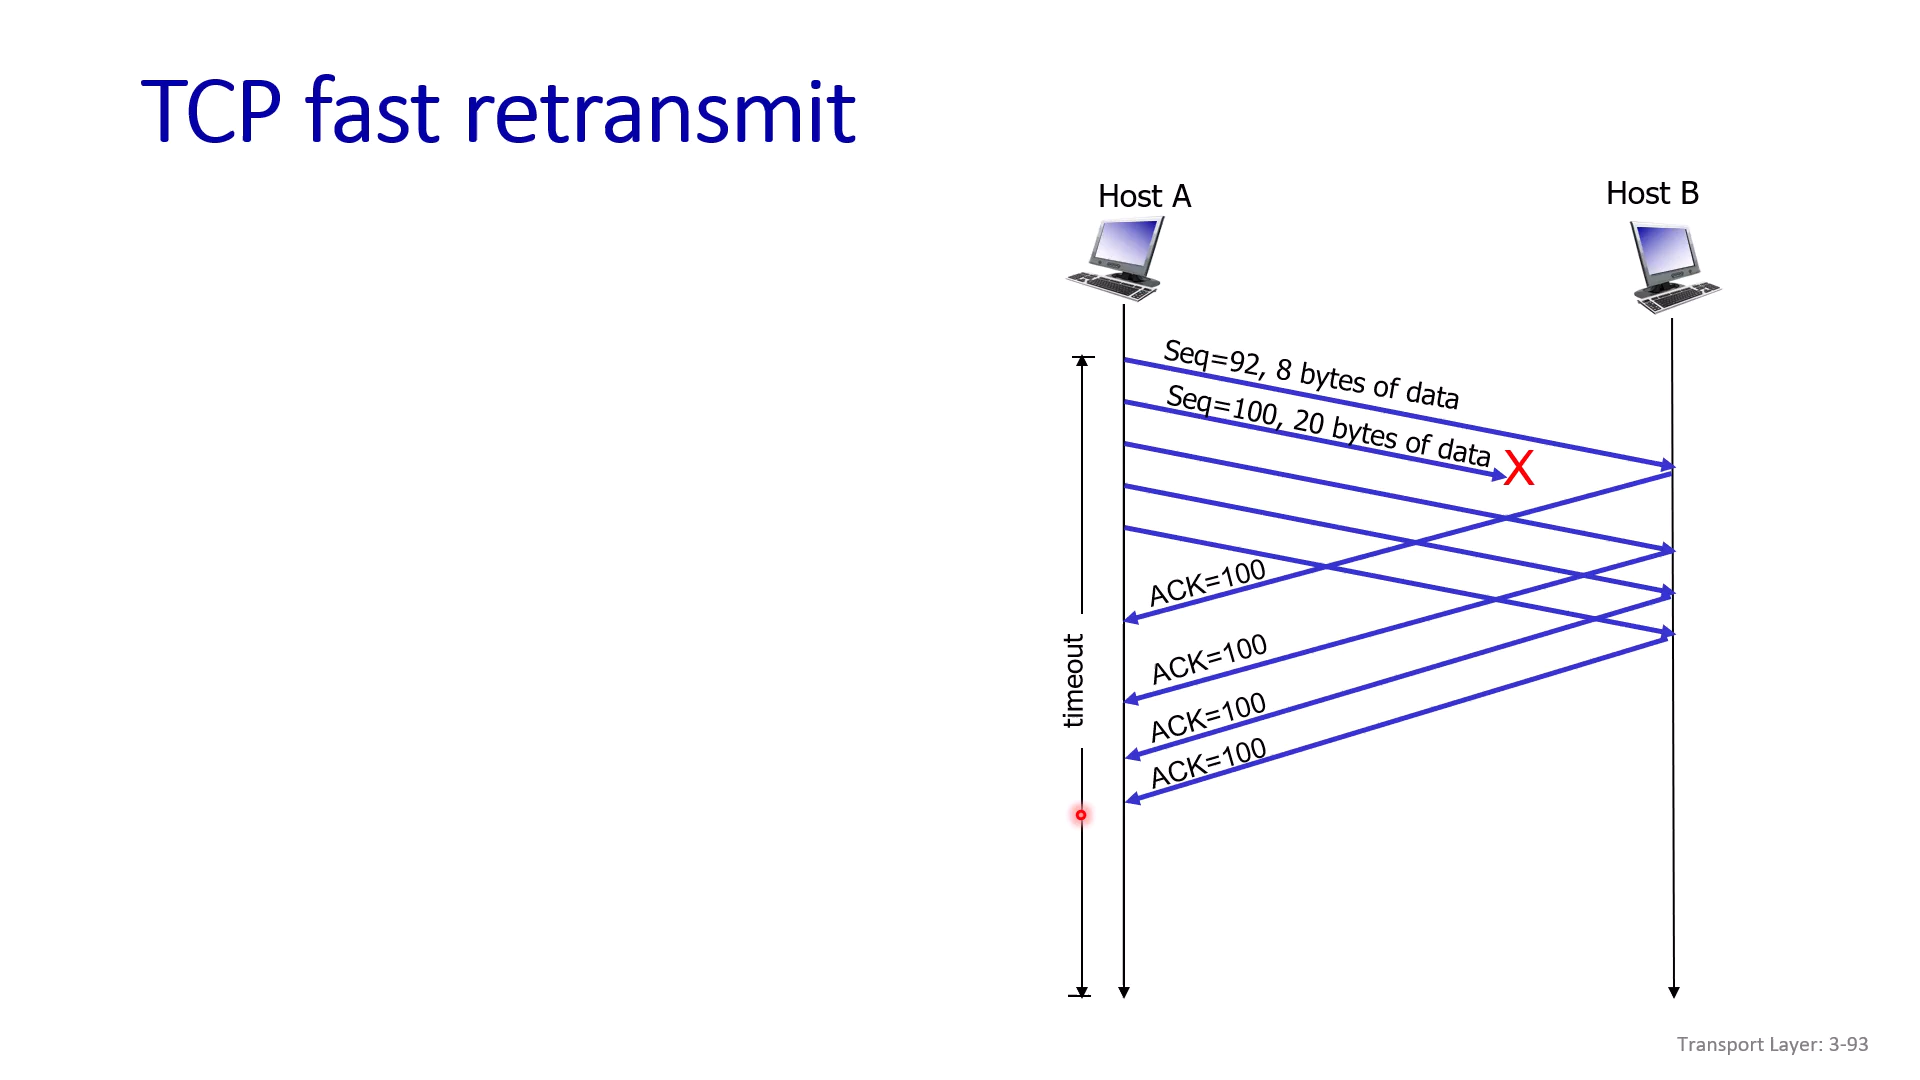 TCP fast retransmit
Host A
Host B
Seq=92, 8 bytes of data
Seq=100, 20 bytes of data
X
ACK=100
ACK=100
ACK=100
ACK=100
timeout
Transport Layer: 3-93